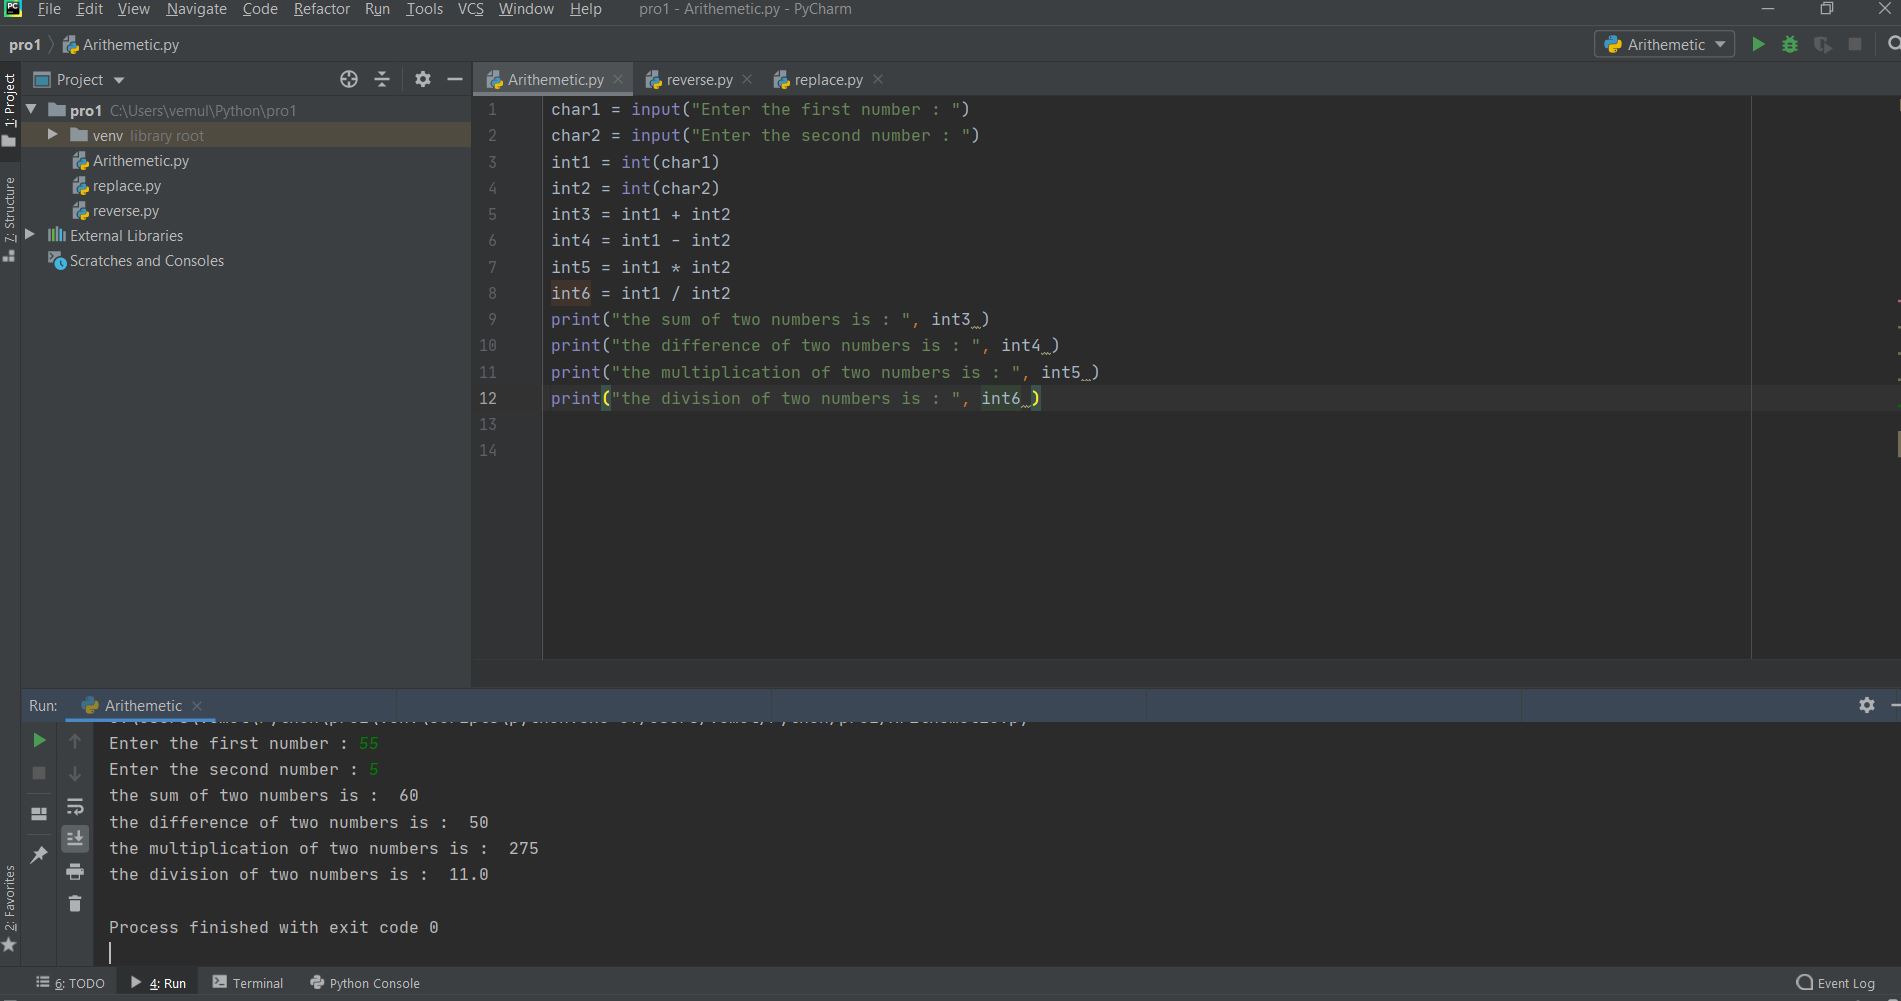 PC File Edit View Navigate Code Refactor Run Tools VCS Window Help pro1 - Arithemetic.py - PyCharm
pro1 Arithemetic.py Arithemetic
1: Project
7: Structure
2: Favorites
Project
pro1 C:\Users\vemul\Python\pro1
venv library root
Arithemetic.py
replace.py
reverse.py
External Libraries
Scratches and Consoles
Arithemetic.py reverse.py replace.py
1 char1 = input("Enter the first number : ")
2 char2 = input("Enter the second number : ")
3 int1 = int(char1)
4 int2 = int(char2)
5 int3 = int1 + int2
6 int4 = int1 - int2
7 int5 = int1 * int2
8 int6 = int1 / int2
9 print("the sum of two numbers is : ", int3 )
10 print("the difference of two numbers is : ", int4 )
11 print("the multiplication of two numbers is : ", int5 )
12 print("the division of two numbers is : ", int6 )
13
14
Run: Arithemetic
Enter the first number : 55
Enter the second number : 5
the sum of two numbers is :  60
the difference of two numbers is :  50
the multiplication of two numbers is :  275
the division of two numbers is :  11.0
Process finished with exit code 0
6: TODO 4: Run Terminal Python Console Event Log